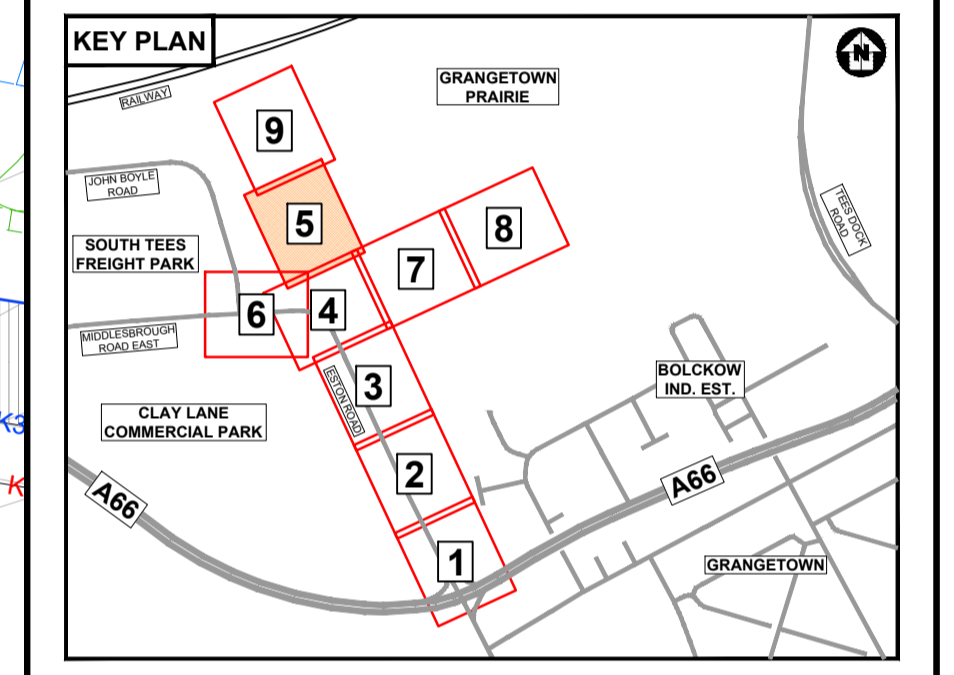 KEY PLAN
N
RAILWAY
GRANGETOWN
PRAIRIE
9
JOHN BOYLE
ROAD
5
8
TEES DOCK
ROAD
SOUTH TEES
FREIGHT PARK
7
6
4
MIDDLESBROUGH
ROAD EAST
3
ESTON ROAD
BOLCKOW
IND. EST.
CLAY LANE
COMMERCIAL PARK
K3
K
2
A66
A66
1
GRANGETOWN